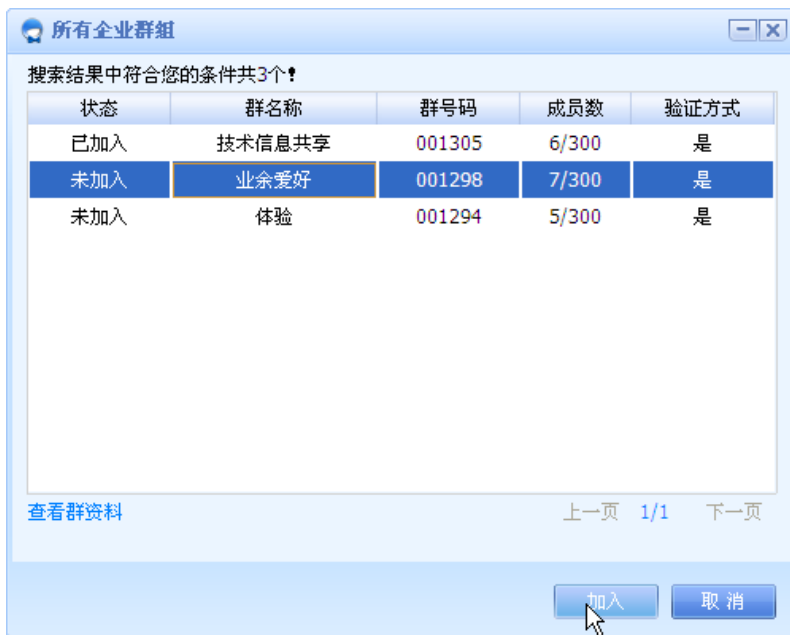 所有企业群组
搜索结果中符合您的条件共3个!
状态 群名称 群号码 成员数 验证方式
已加入 技术信息共享 001305 6/300 是
未加入 业余爱好 001298 7/300 是
未加入 体验 001294 5/300 是
查看群资料 上一页 1/1 下一页
加入 取消